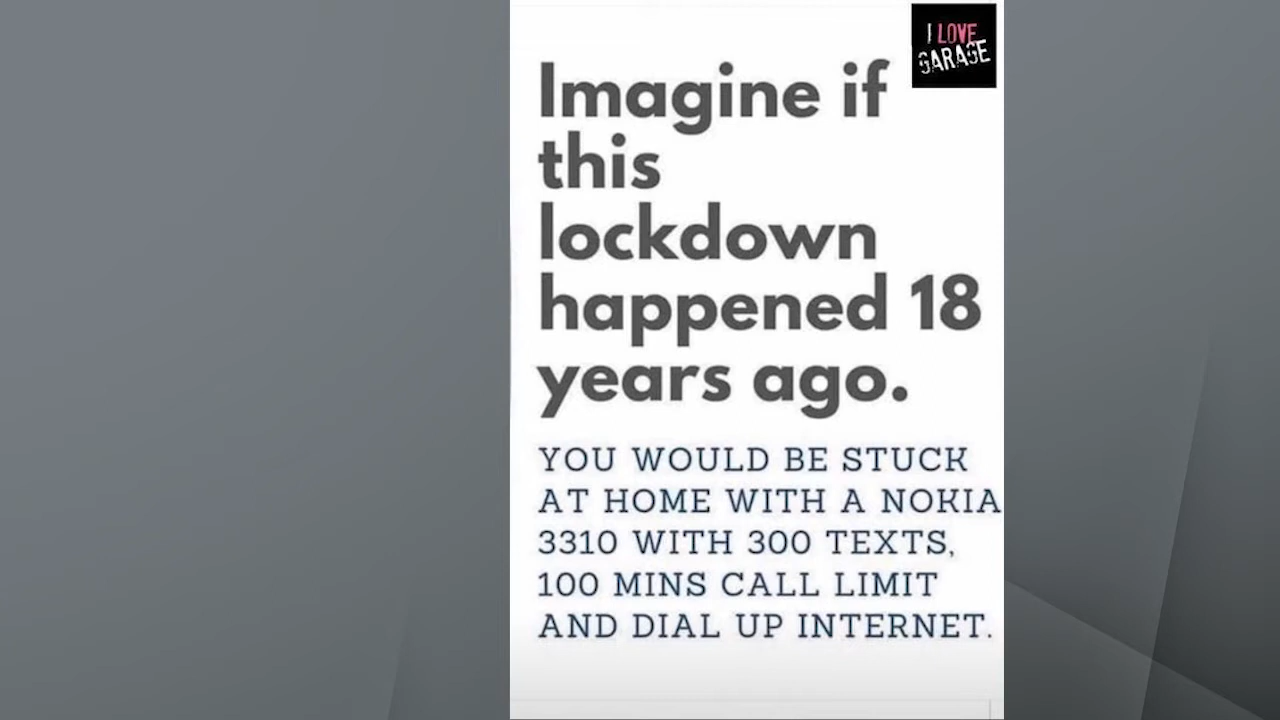 I LOVE
GARAGE
Imagine if
this
lockdown
happened 18
years ago.
YOU WOULD BE STUCK
AT HOME WITH A NOKIA
3310 WITH 300 TEXTS,
100 MINS CALL LIMIT
AND DIAL UP INTERNET.